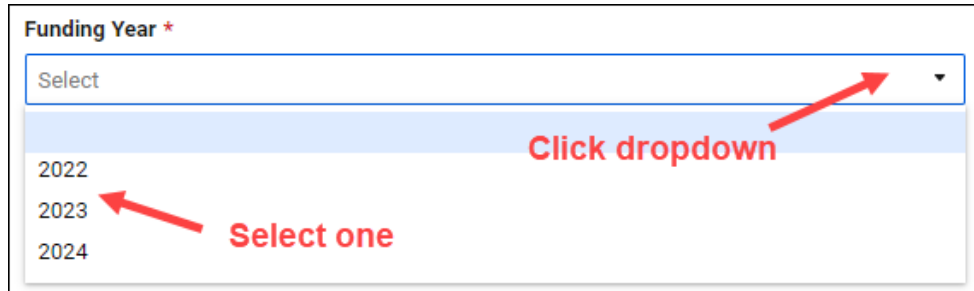 Funding Year *
Select
Click dropdown
2022
2023
Select one
2024